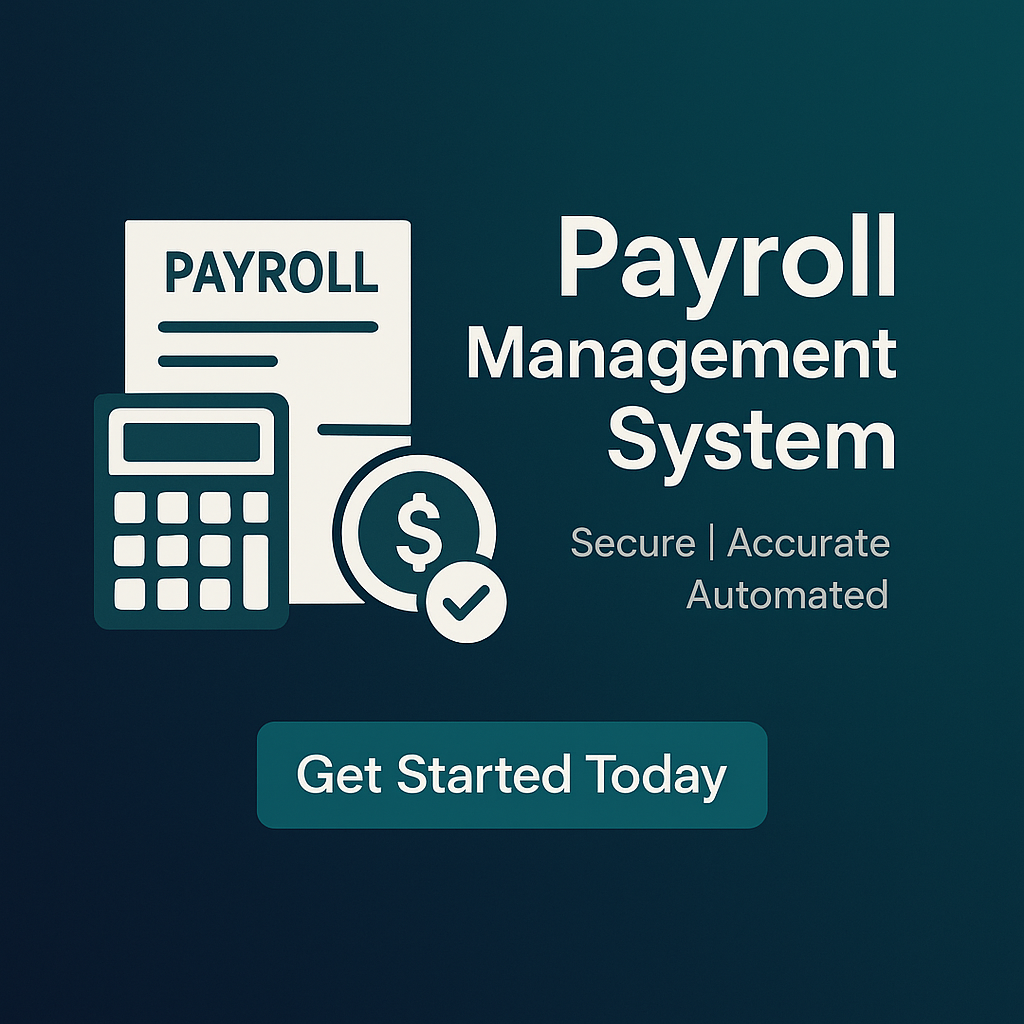 PAYROLL
Payroll
Management
System
Secure | Accurate
Automated
$
Get Started Today